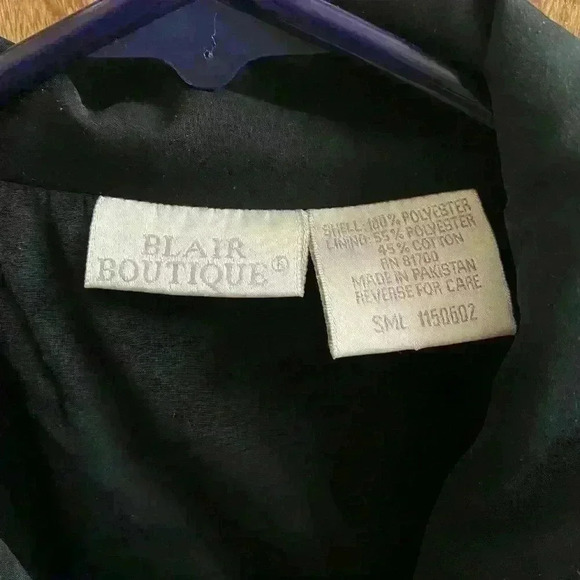 BLAIR
BOUTIQUE®
SHELL: 100% POLYESTER
LINING: 55% POLYESTER
45% COTTON
RN 81700
MADE IN PAKISTAN
REVERSE FOR CARE
SML 1150602